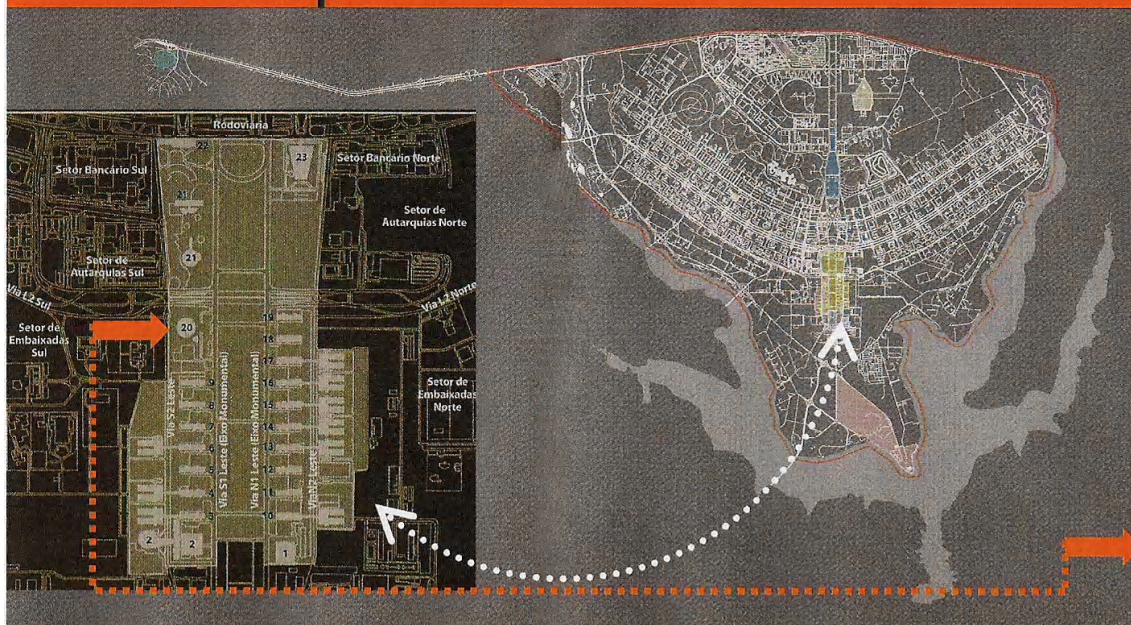 Rodoviária
22
23
Setor Bancário Sul
Setor Bancário Norte
21
Setor de
Autarquias Norte
21
Setor de
Autarquias Sul
Via L2 Sul
Via L2 Norte
Setor de
Embaixadas
Sul
20
19
18
17
16
15
14
13
12
11
10
9
8
7
6
5
4
3
Via S2 Leste
Via S1 Leste (Eixo Monumental)
Via N1 Leste (Eixo Monumental)
Via N2 Leste
Setor de
Embaixadas
Norte
2
2
1